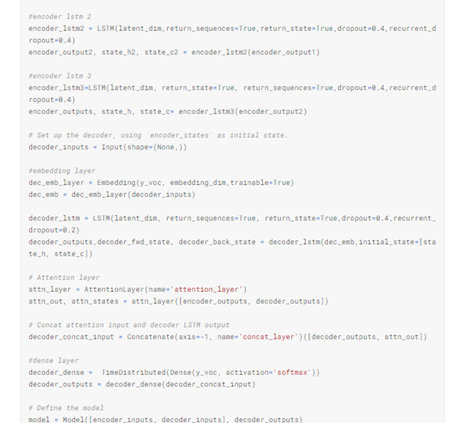 #encoder lstm 2
encoder_lstm2 = LSTM(latent_dim,return_sequences=True,return_state=True,dropout=0.4,recurrent_d
ropout=0.4)
encoder_output2, state_h2, state_c2 = encoder_lstm2(encoder_output1)
#encoder lstm 3
encoder_lstm3=LSTM(latent_dim, return_state=True, return_sequences=True,dropout=0.4,recurrent_d
ropout=0.4)
encoder_outputs, state_h, state_c= encoder_lstm3(encoder_output2)
# Set up the decoder, using `encoder_states` as initial state.
decoder_inputs = Input(shape=(None,))
#embedding layer
dec_emb_layer = Embedding(y_voc, embedding_dim,trainable=True)
dec_emb = dec_emb_layer(decoder_inputs)
decoder_lstm = LSTM(latent_dim, return_sequences=True, return_state=True,dropout=0.4,recurrent_
dropout=0.2)
decoder_outputs,decoder_fwd_state, decoder_back_state = decoder_lstm(dec_emb,initial_state=[sta
te_h, state_c])
# Attention layer
attn_layer = AttentionLayer(name='attention_layer')
attn_out, attn_states = attn_layer([encoder_outputs, decoder_outputs])
# Concat attention input and decoder LSTM output
decoder_concat_input = Concatenate(axis=-1, name='concat_layer')([decoder_outputs, attn_out])
#dense layer
decoder_dense =  TimeDistributed(Dense(y_voc, activation='softmax'))
decoder_outputs = decoder_dense(decoder_concat_input)
# Define the model
model = Model([encoder_inputs, decoder_inputs], decoder_outputs)